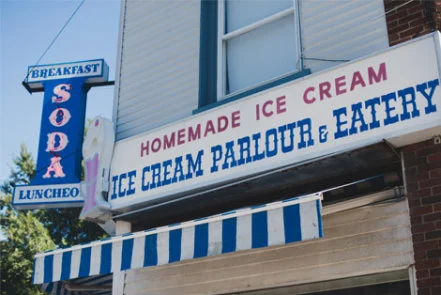 BREAKFAST
SODA
LUNCHEO
HOMEMADE ICE CREAM
ICE CREAM PARLOUR & EATERY